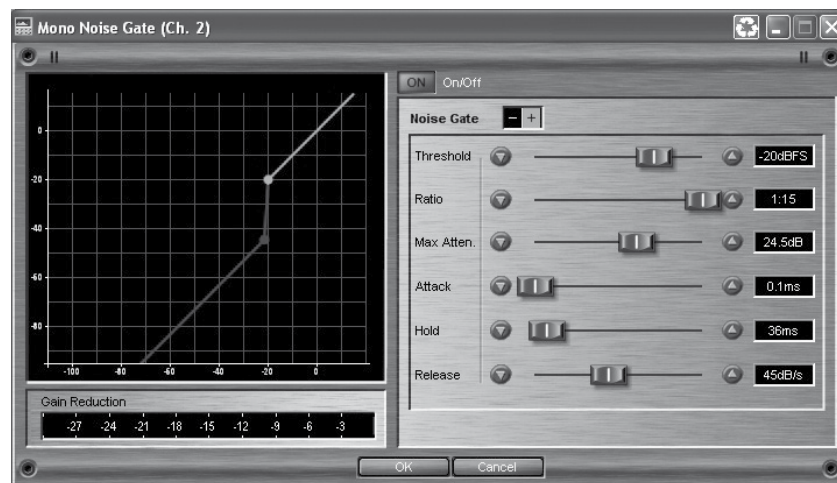 Mono Noise Gate (Ch. 2)
ON On/Off
Noise Gate - +
Threshold -20dBFS
Ratio 1:15
Max Atten. 24.5dB
Attack 0.1ms
Hold 36ms
Release 45dB/s
0
-20
-40
-60
-80
-100 -80 -60 -40 -20 0
Gain Reduction
-27 -24 -21 -18 -15 -12 -9 -6 -3
OK Cancel